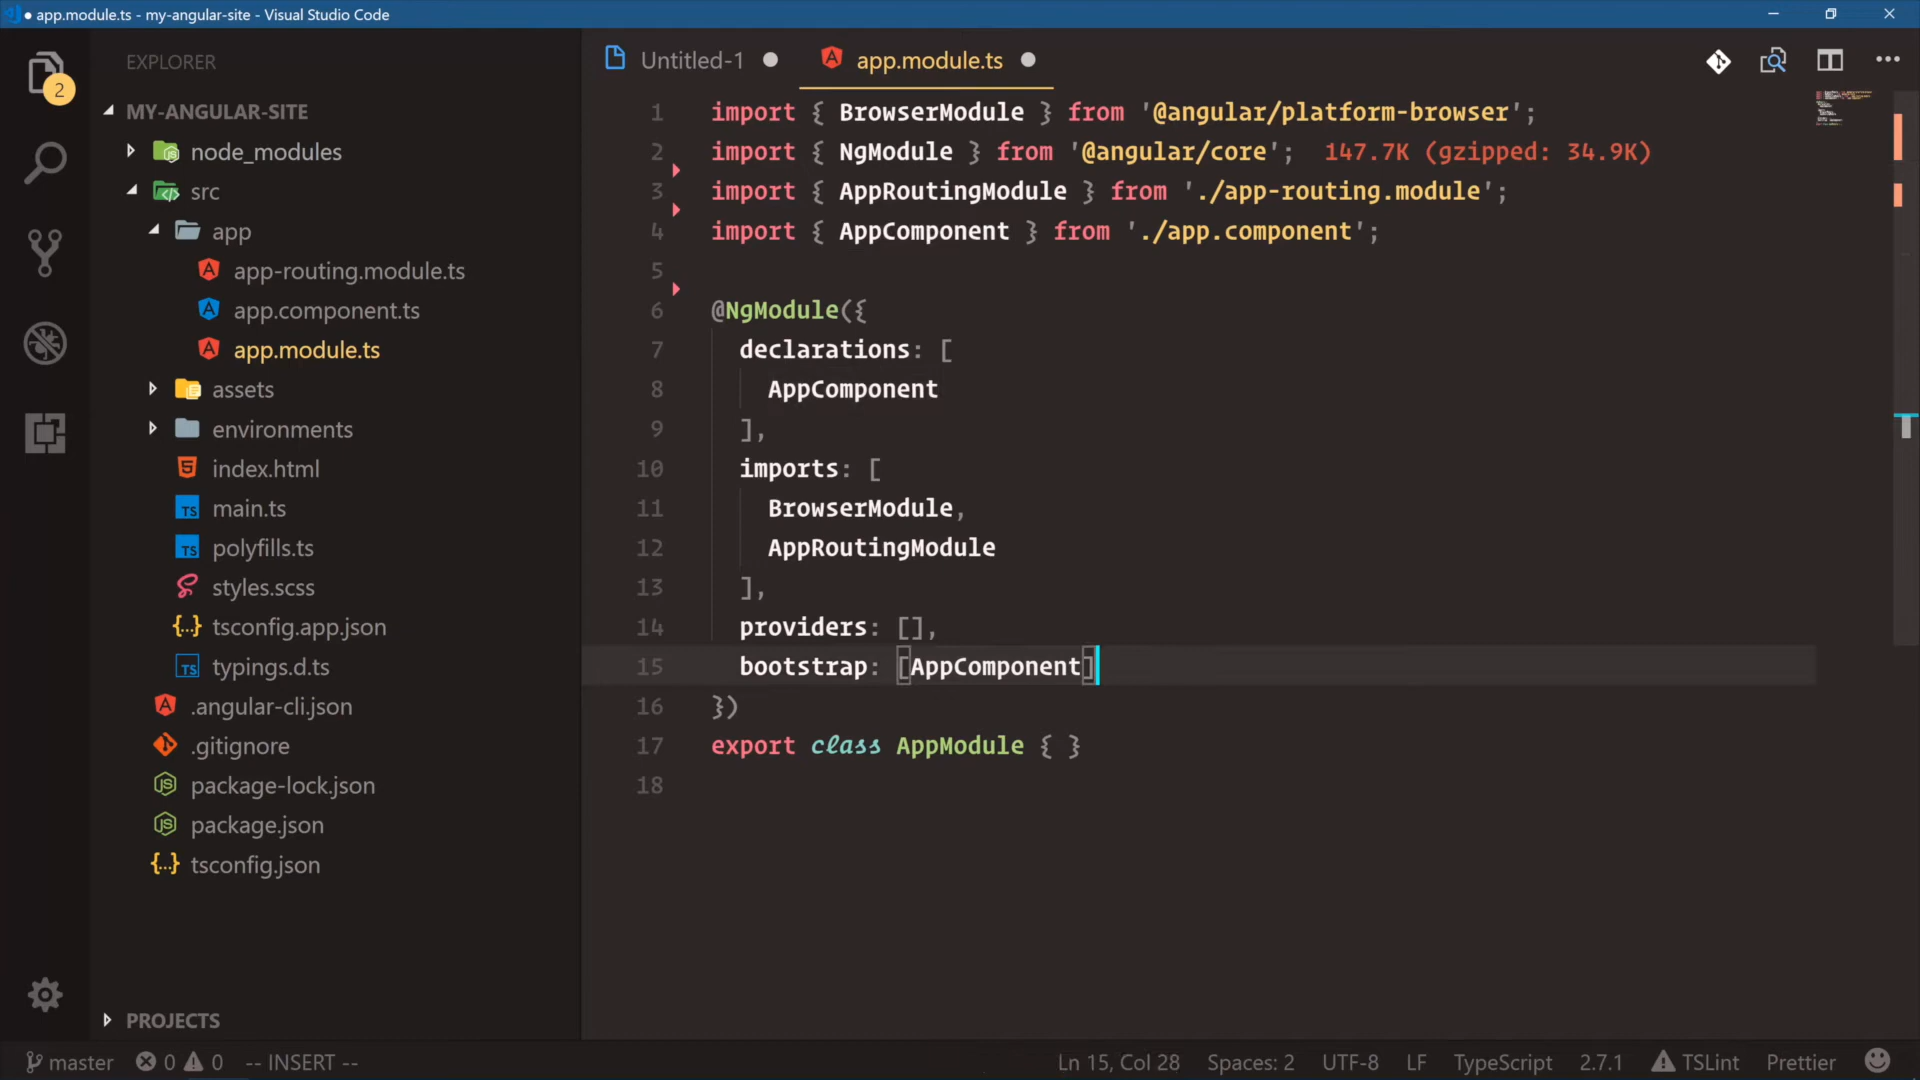 ● app.module.ts - my-angular-site - Visual Studio Code
EXPLORER
2
MY-ANGULAR-SITE
node_modules
src
app
app-routing.module.ts
app.component.ts
app.module.ts
assets
environments
index.html
main.ts
polyfills.ts
styles.scss
tsconfig.app.json
typings.d.ts
.angular-cli.json
.gitignore
package-lock.json
package.json
tsconfig.json
PROJECTS
Untitled-1 ● app.module.ts ●
1 import { BrowserModule } from '@angular/platform-browser';
2 import { NgModule } from '@angular/core'; 147.7K (gzipped: 34.9K)
3 import { AppRoutingModule } from './app-routing.module';
4 import { AppComponent } from './app.component';
5
6 @NgModule({
7 declarations: [
8 AppComponent
9 ],
10 imports: [
11 BrowserModule,
12 AppRoutingModule
13 ],
14 providers: [],
15 bootstrap: [AppComponent]
16 })
17 export class AppModule { }
18
master 0 0 -- INSERT -- Ln 15, Col 28 Spaces: 2 UTF-8 LF TypeScript 2.7.1 TSLint Prettier